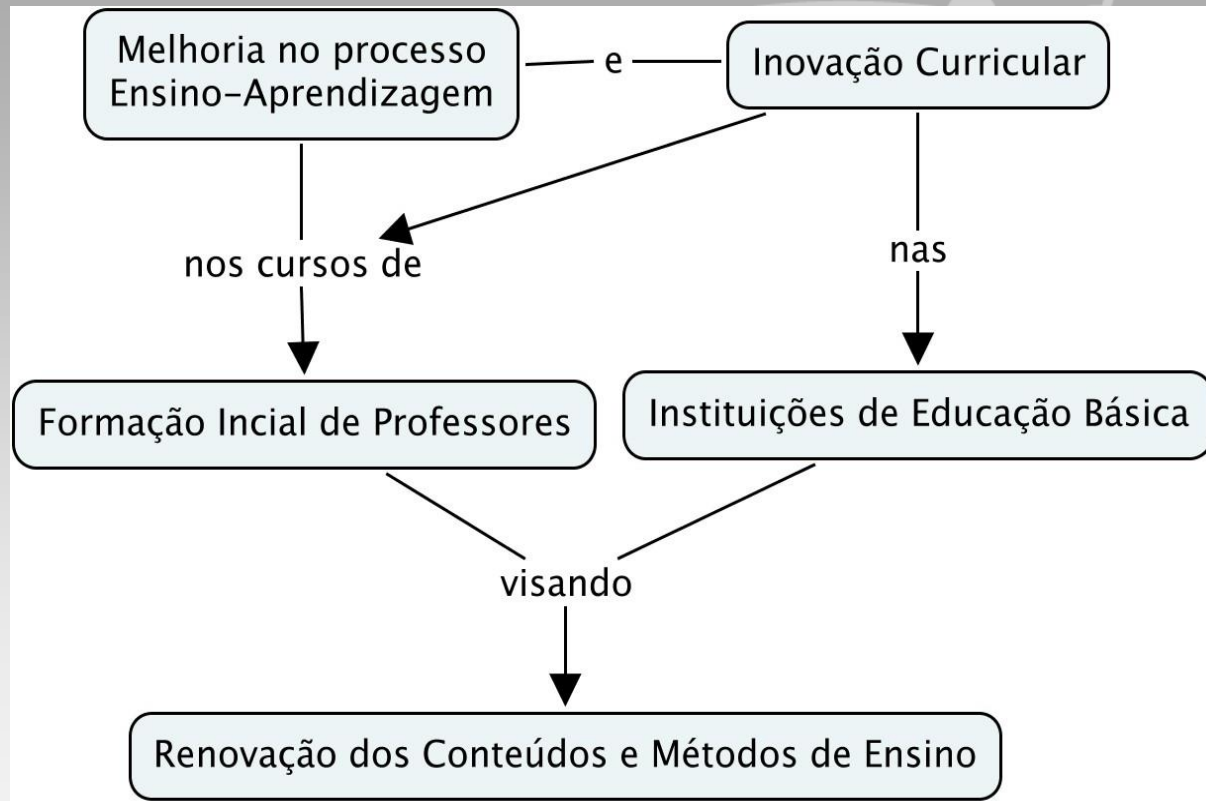 Melhoria no processo
Ensino-Aprendizagem
e
Inovação Curricular
nos cursos de
nas
Formação Incial de Professores
Instituições de Educação Básica
visando
Renovação dos Conteúdos e Métodos de Ensino